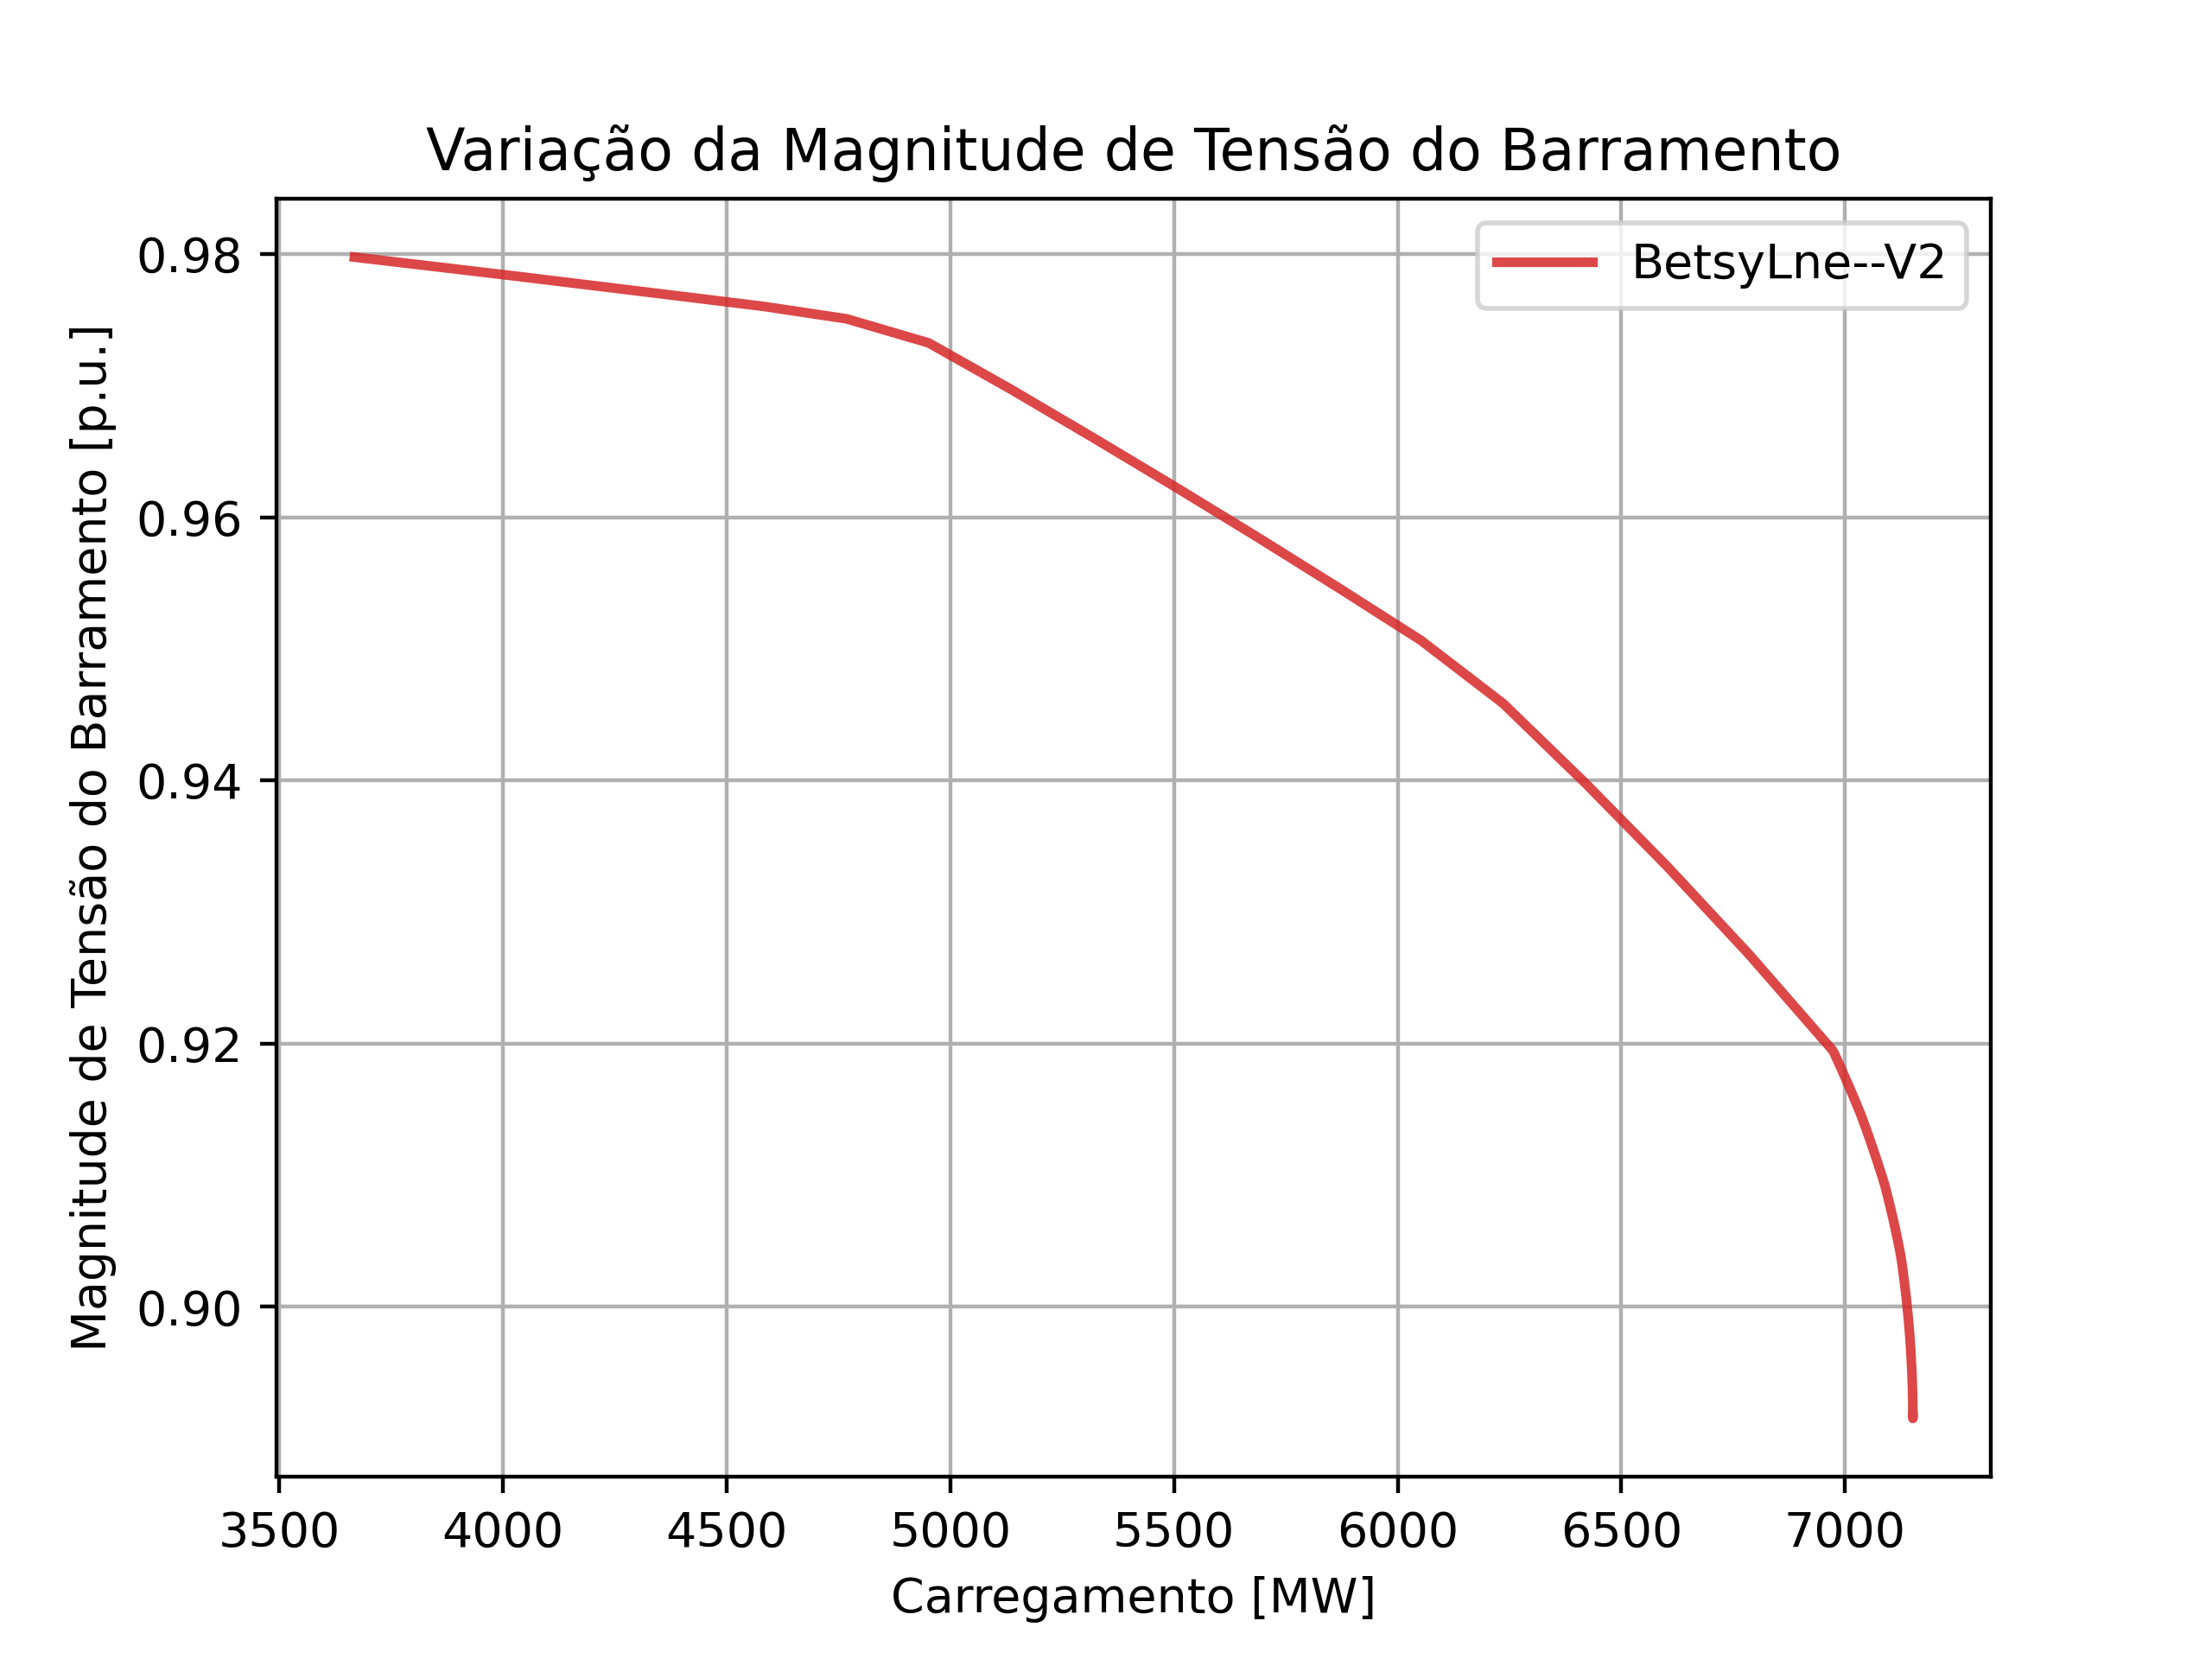 Variação da Magnitude de Tensão do Barramento
BetsyLne--V2
Magnitude de Tensão do Barramento [p.u.]
0.98
0.96
0.94
0.92
0.90
3500 4000 4500 5000 5500 6000 6500 7000
Carregamento [MW]